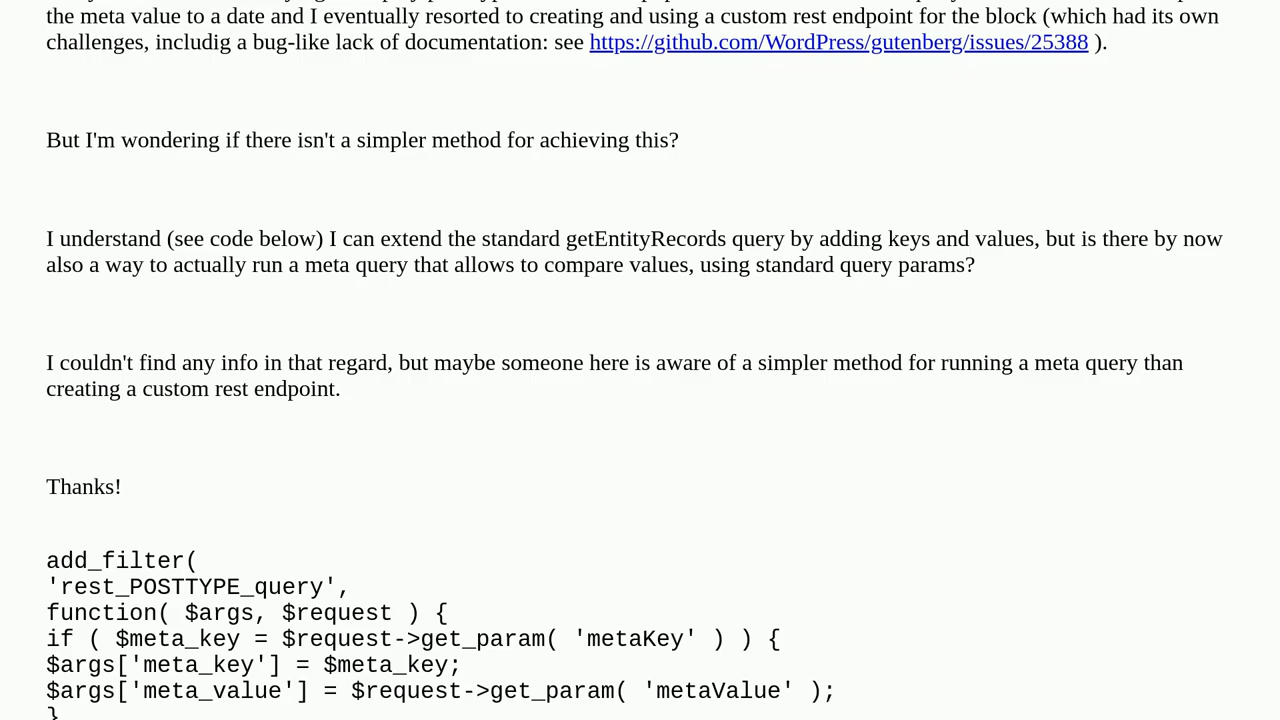 the meta value to a date and I eventually resorted to creating and using a custom rest endpoint for the block (which had its own
challenges, includig a bug-like lack of documentation: see https://github.com/WordPress/gutenberg/issues/25388 ).
But I'm wondering if there isn't a simpler method for achieving this?
I understand (see code below) I can extend the standard getEntityRecords query by adding keys and values, but is there by now
also a way to actually run a meta query that allows to compare values, using standard query params?
I couldn't find any info in that regard, but maybe someone here is aware of a simpler method for running a meta query than
creating a custom rest endpoint.
Thanks!
add_filter(
'rest_POSTTYPE_query',
function( $args, $request ) {
if ( $meta_key = $request->get_param( 'metaKey' ) ) {
$args['meta_key'] = $meta_key;
$args['meta_value'] = $request->get_param( 'metaValue' );
}